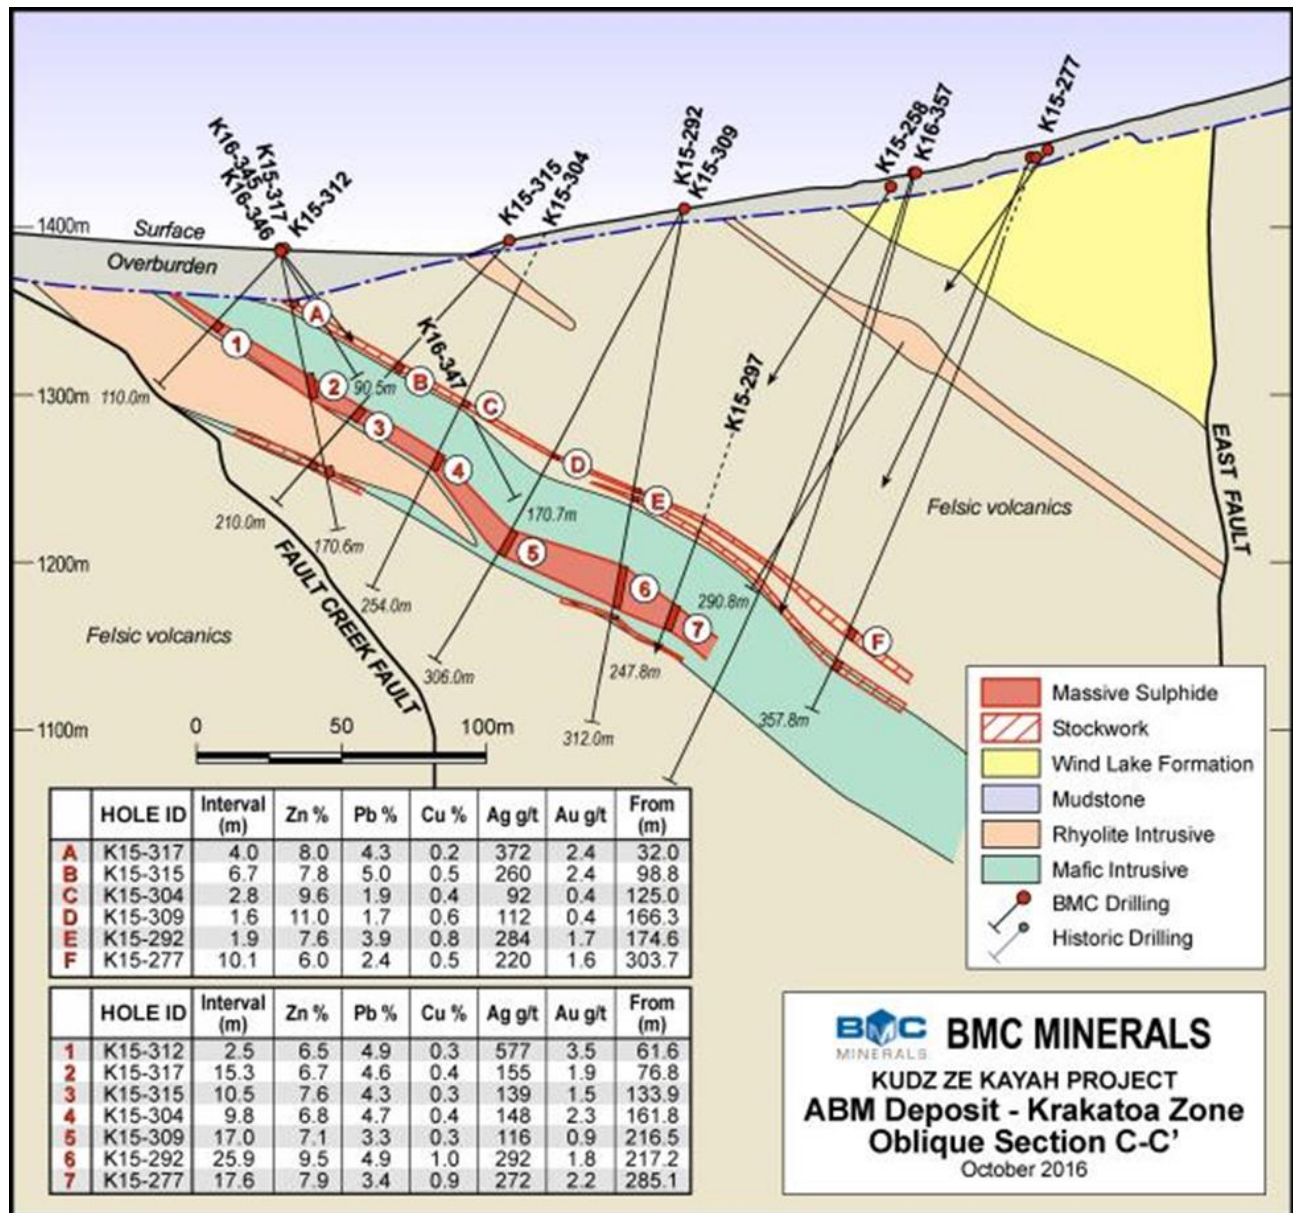 K16-345
K16-346
K15-317
K15-312
K15-315
K15-304
K15-292
K15-309
K15-258
K16-357
K15-277
1400m
Surface
Overburden
A
1
K16-347
B
2
90.5m
1300m
110.0m
C
3
K15-297
4
D
EAST FAULT
E
Felsic volcanics
210.0m
170.7m
170.6m
5
1200m
FAULT CREEK FAULT
254.0m
6
290.8m
7
Felsic volcanics
F
306.0m
247.8m
357.8m
312.0m
1100m
0 50 100m
Massive Sulphide
Stockwork
Wind Lake Formation
Mudstone
Rhyolite Intrusive
Mafic Intrusive
BMC Drilling
Historic Drilling
HOLE ID Interval (m) Zn % Pb % Cu % Ag g/t Au g/t From (m)
A K15-317 4.0 8.0 4.3 0.2 372 2.4 32.0
B K15-315 6.7 7.8 5.0 0.5 260 2.4 98.8
C K15-304 2.8 9.6 1.9 0.4 92 0.4 125.0
D K15-309 1.6 11.0 1.7 0.6 112 0.4 166.3
E K15-292 1.9 7.6 3.9 0.8 284 1.7 174.6
F K15-277 10.1 6.0 2.4 0.5 220 1.6 303.7
HOLE ID Interval (m) Zn % Pb % Cu % Ag g/t Au g/t From (m)
1 K15-312 2.5 6.5 4.9 0.3 577 3.5 61.6
2 K15-317 15.3 6.7 4.6 0.4 155 1.9 76.8
3 K15-315 10.5 7.6 4.3 0.3 139 1.5 133.9
4 K15-304 9.8 6.8 4.7 0.4 148 2.3 161.8
5 K15-309 17.0 7.1 3.3 0.3 116 0.9 216.5
6 K15-292 25.9 9.5 4.9 1.0 292 1.8 217.2
7 K15-277 17.6 7.9 3.4 0.9 272 2.2 285.1
BMC
MINERALS
BMC MINERALS
KUDZ ZE KAYAH PROJECT
ABM Deposit - Krakatoa Zone
Oblique Section C-C’
October 2016